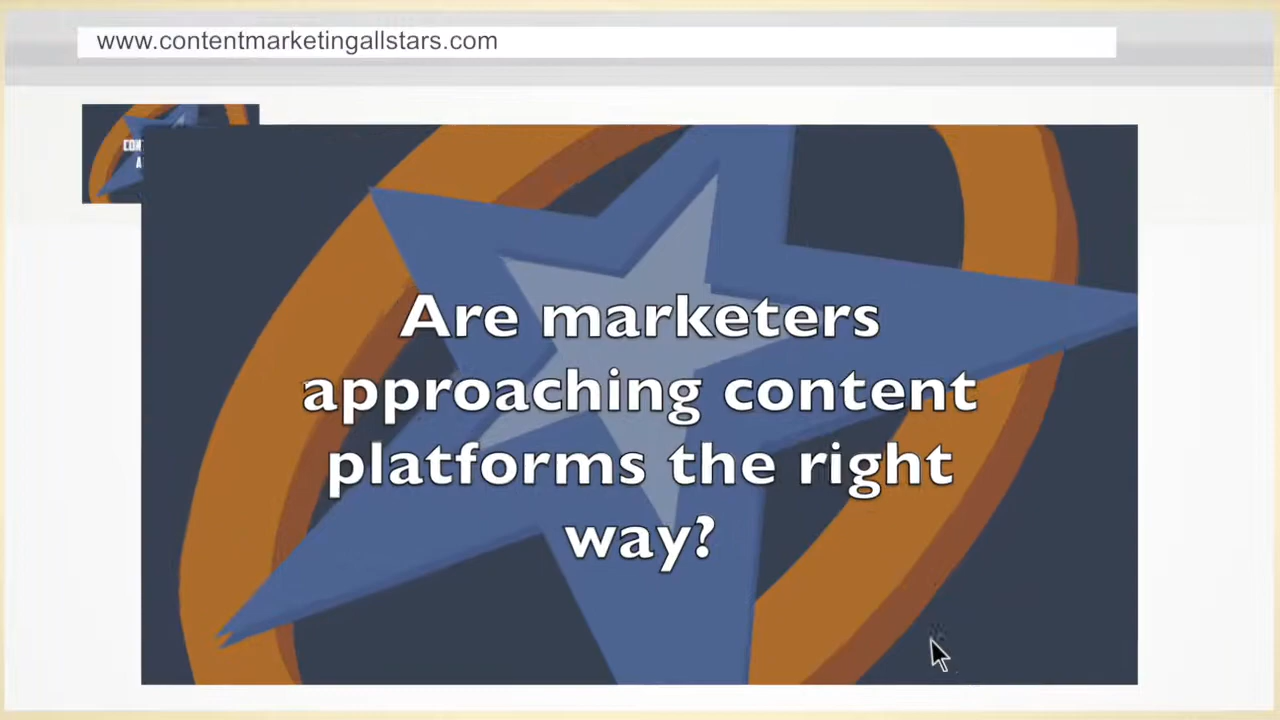 www.contentmarketingallstars.com
Are marketers
approaching content
platforms the right
way?